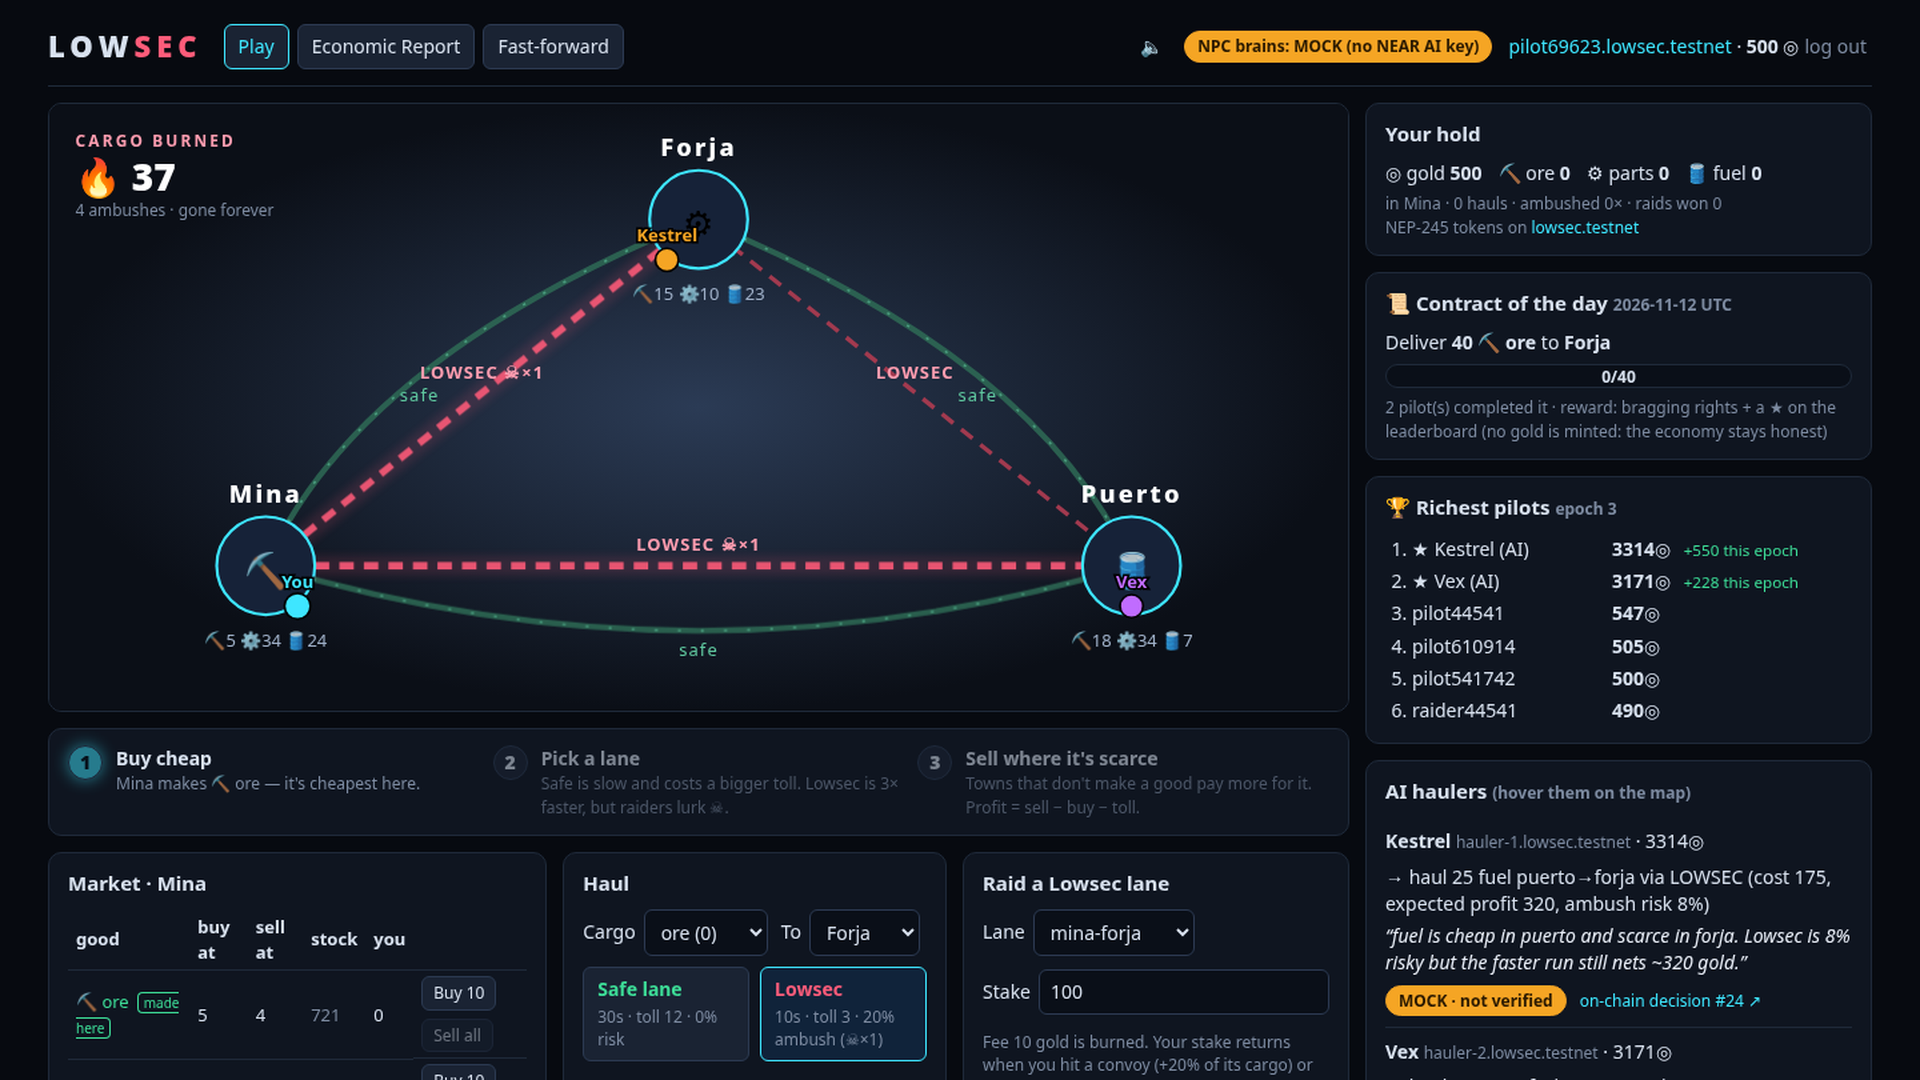 LOWSEC
Play
Economic Report
Fast-forward
NPC brains: MOCK (no NEAR AI key)
pilot69623.lowsec.testnet · 500 ◎ log out
CARGO BURNED
🔥 37
4 ambushes · gone forever
Forja
Kestrel
⛏️15 ⚙️10 🛢️23
LOWSEC ☠×1
safe
LOWSEC
safe
Mina
You
⛏️5 ⚙️34 🛢️24
LOWSEC ☠×1
safe
Puerto
Vex
⛏️18 ⚙️34 🛢️7
1 Buy cheap
Mina makes ⛏️ ore — it's cheapest here.
2 Pick a lane
Safe is slow and costs a bigger toll. Lowsec is 3×
faster, but raiders lurk ☠.
3 Sell where it's scarce
Towns that don't make a good pay more for it.
Profit = sell − buy − toll.
Market · Mina
good buy at sell at stock you
⛏️ ore made here 5 4 721 0
Buy 10
Sell all
Buy 10
Haul
Cargo ore (0) To Forja
Safe lane
30s · toll 12 · 0%
risk
Lowsec
10s · toll 3 · 20%
ambush (☠×1)
Raid a Lowsec lane
Lane mina-forja
Stake 100
Fee 10 gold is burned. Your stake returns
when you hit a convoy (+20% of its cargo) or
Your hold
◎ gold 500 ⛏️ ore 0 ⚙ parts 0 🛢️ fuel 0
in Mina · 0 hauls · ambushed 0× · raids won 0
NEP-245 tokens on lowsec.testnet
📜 Contract of the day 2026-11-12 UTC
Deliver 40 ⛏️ ore to Forja
0/40
2 pilot(s) completed it · reward: bragging rights + a ★ on the
leaderboard (no gold is minted: the economy stays honest)
🏆 Richest pilots epoch 3
1. ★ Kestrel (AI) 3314◎ +550 this epoch
2. ★ Vex (AI) 3171◎ +228 this epoch
3. pilot44541 547◎
4. pilot610914 505◎
5. pilot541742 500◎
6. raider44541 490◎
AI haulers (hover them on the map)
Kestrel hauler-1.lowsec.testnet · 3314◎
→ haul 25 fuel puerto→forja via LOWSEC (cost 175,
expected profit 320, ambush risk 8%)
“fuel is cheap in puerto and scarce in forja. Lowsec is 8%
risky but the faster run still nets ~320 gold.”
MOCK · not verified on-chain decision #24 ↗
Vex hauler-2.lowsec.testnet · 3171◎